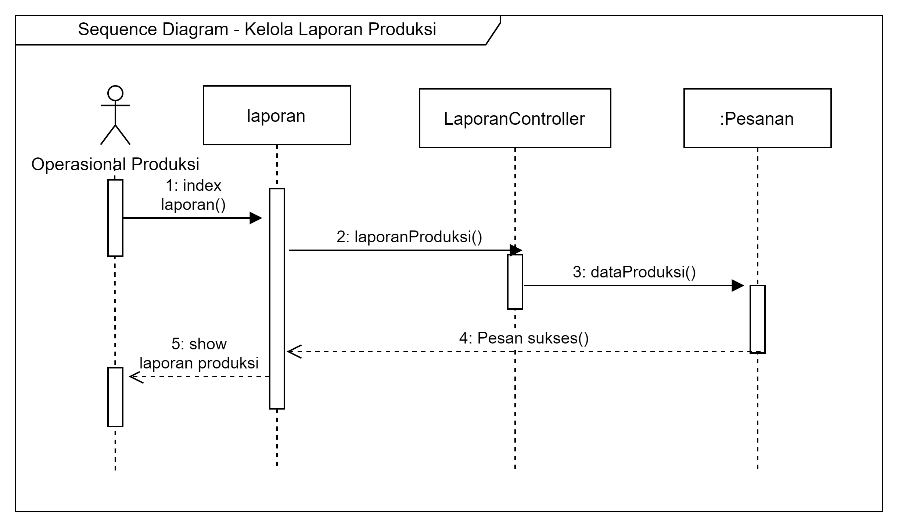 Sequence Diagram - Kelola Laporan Produksi
laporan
LaporanController
:Pesanan
Operasional Produksi
1: index
laporan()
2: laporanProduksi()
3: dataProduksi()
4: Pesan sukses()
5: show
laporan produksi